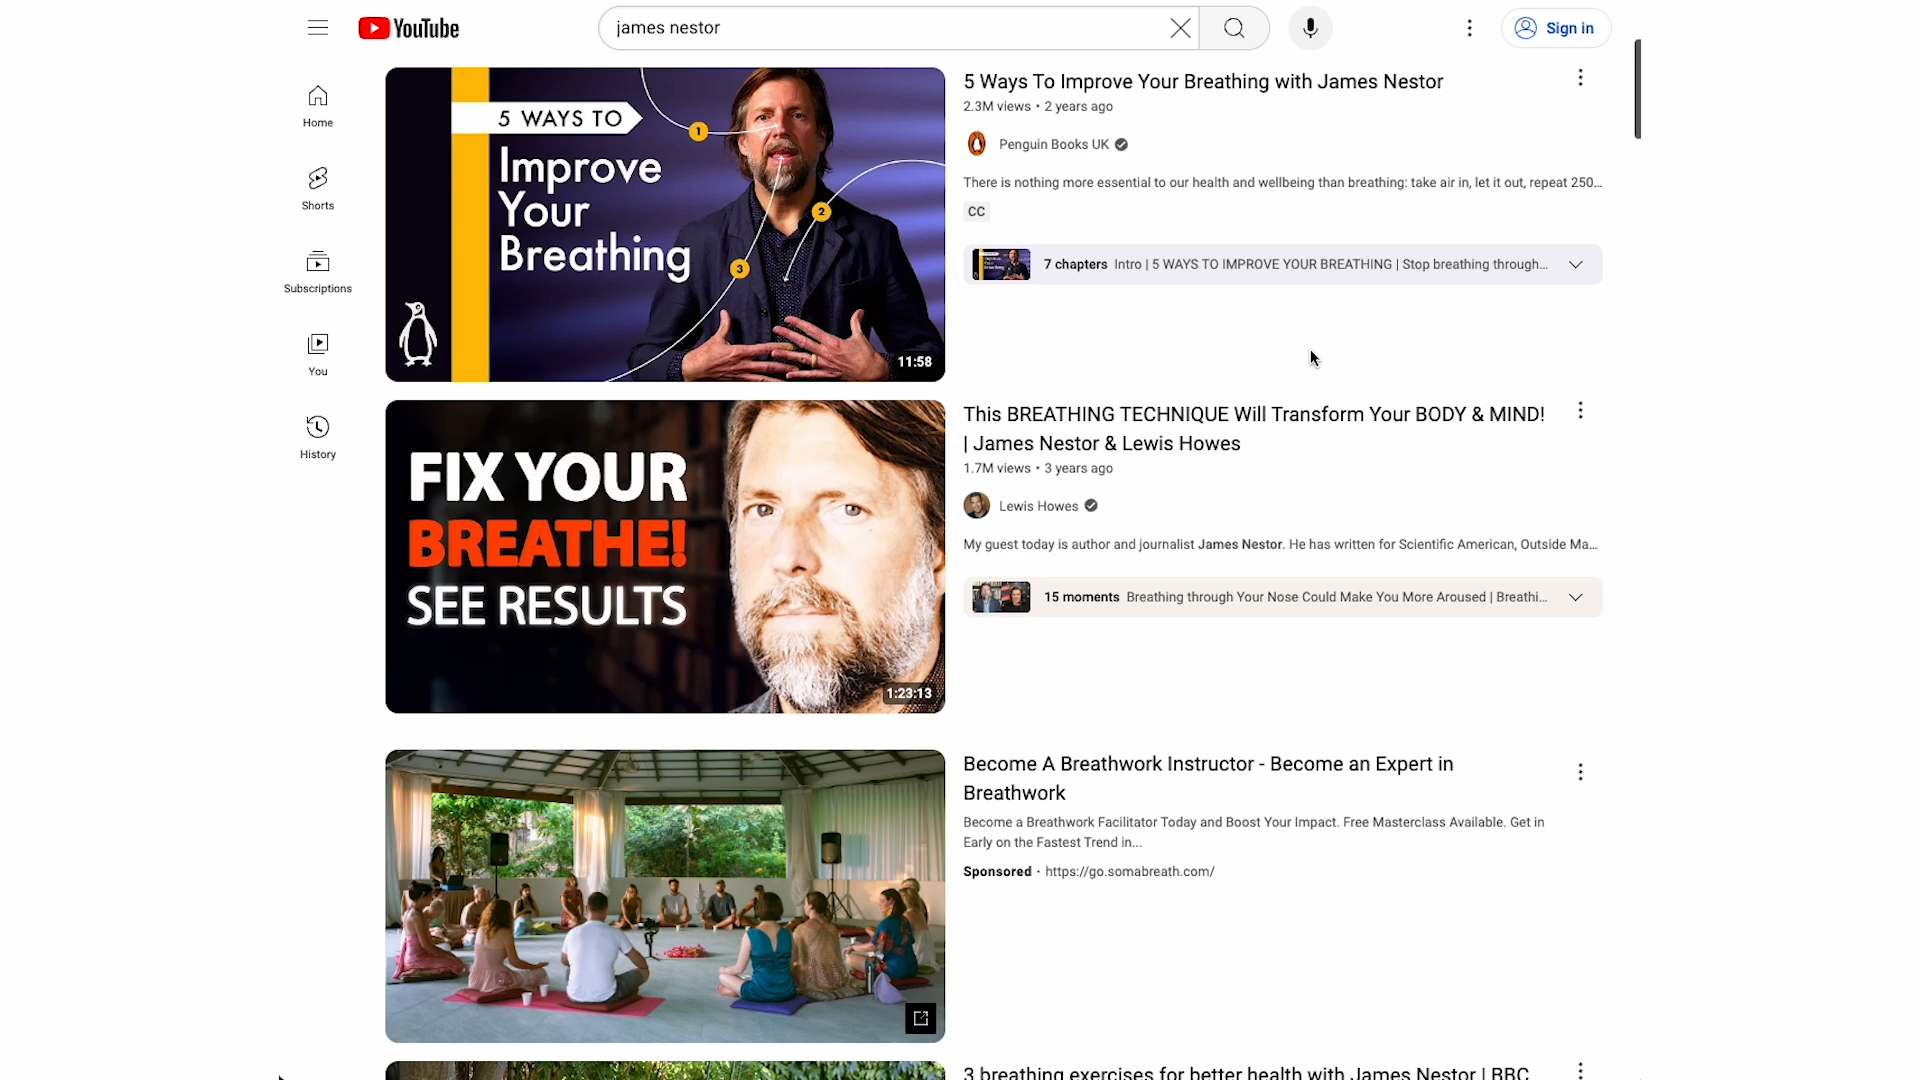 YouTube
james nestor
Sign in
Home
Shorts
Subscriptions
You
History
5 WAYS TO
Improve
Your
Breathing
1
2
3
11:58
5 Ways To Improve Your Breathing with James Nestor
2.3M views • 2 years ago
Penguin Books UK
There is nothing more essential to our health and wellbeing than breathing: take air in, let it out, repeat 250...
CC
7 chapters Intro | 5 WAYS TO IMPROVE YOUR BREATHING | Stop breathing through...
FIX YOUR
BREATHE!
SEE RESULTS
1:23:13
This BREATHING TECHNIQUE Will Transform Your BODY & MIND!
| James Nestor & Lewis Howes
1.7M views • 3 years ago
Lewis Howes
My guest today is author and journalist James Nestor. He has written for Scientific American, Outside Ma...
15 moments Breathing through Your Nose Could Make You More Aroused | Breathi...
Become A Breathwork Instructor - Become an Expert in
Breathwork
Become a Breathwork Facilitator Today and Boost Your Impact. Free Masterclass Available. Get in
Early on the Fastest Trend in...
Sponsored · https://go.somabreath.com/
3 breathing exercises for better health with James Nestor | BBC